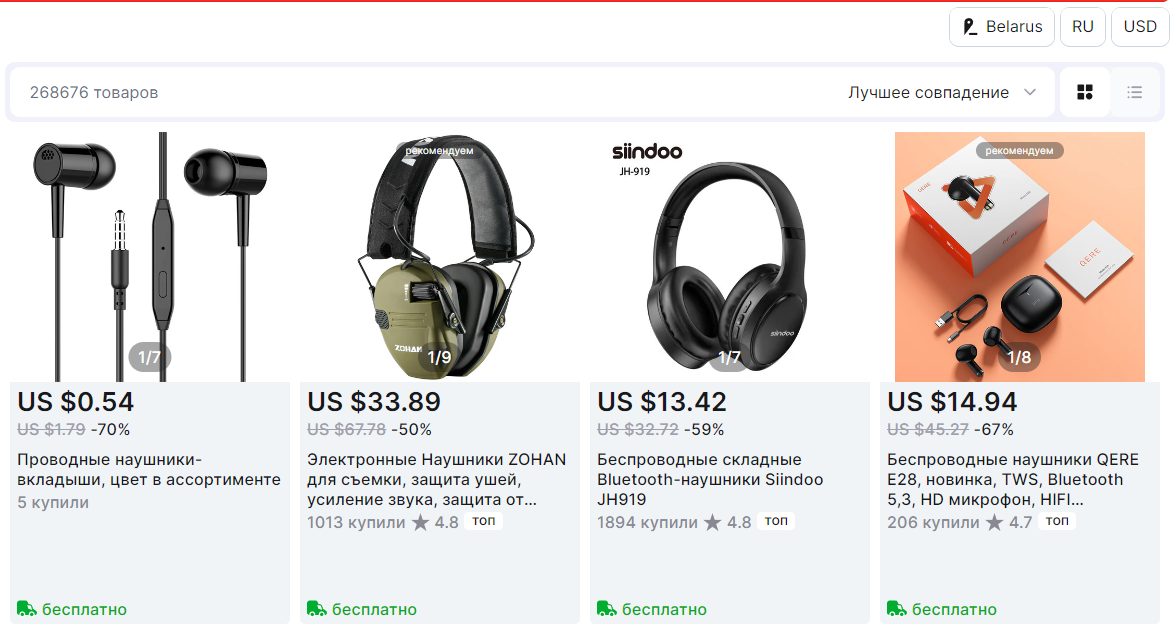 Belarus
RU
USD
268676 товаров
Лучшее совпадение
1/7
рекомендуем
ZOHAN
1/9
siindoo
JH-919
siindoo
1/7
рекомендуем
QERE
QERE
QERE
1/8
US $0.54
US $1.79 -70%
Проводные наушники-
вкладыши, цвет в ассортименте
5 купили
бесплатно
US $33.89
US $67.78 -50%
Электронные Наушники ZOHAN
для съемки, защита ушей,
усиление звука, защита от...
1013 купили ★ 4.8 топ
бесплатно
US $13.42
US $32.72 -59%
Беспроводные складные
Bluetooth-наушники Siindoo
JH919
1894 купили ★ 4.8 топ
бесплатно
US $14.94
US $45.27 -67%
Беспроводные наушники QERE
E28, новинка, TWS, Bluetooth
5,3, HD микрофон, HIFI...
206 купили ★ 4.7 топ
бесплатно